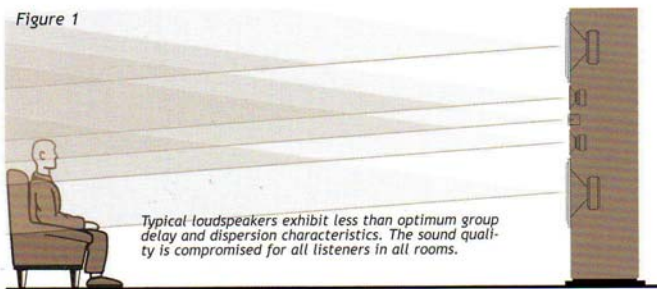 Figure 1
Typical loudspeakers exhibit less than optimum group
delay and dispersion characteristics. The sound quali-
ty is compromised for all listeners in all rooms.